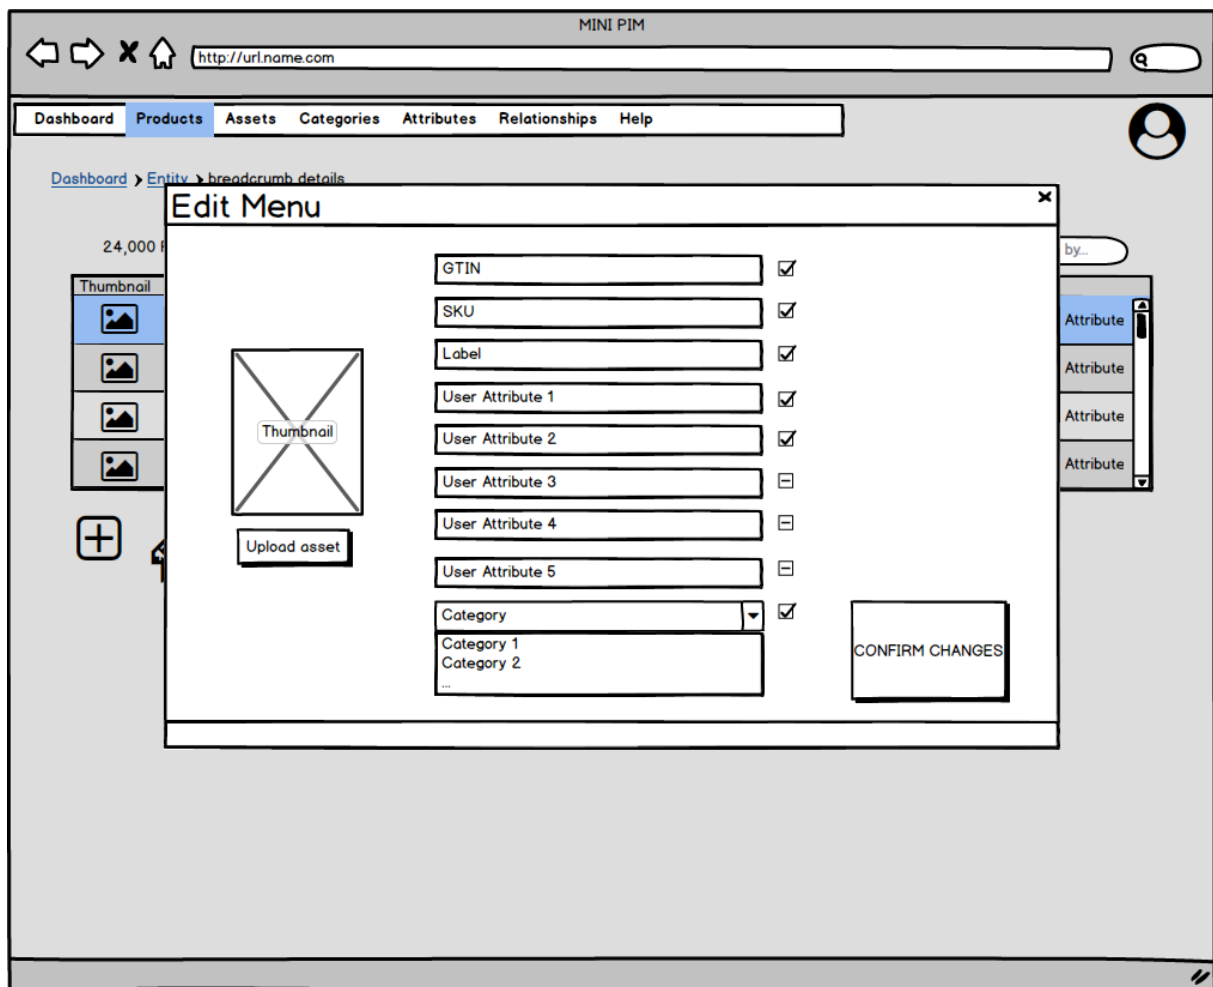 MINI PIM
http://url.name.com
Dashboard Products Assets Categories Attributes Relationships Help
Dashboard Entity breadcrumb details
Edit Menu
24,000
by...
Thumbnail
GTIN
SKU
Label
User Attribute 1
User Attribute 2
User Attribute 3
User Attribute 4
User Attribute 5
Thumbnail
Upload asset
Attribute
Attribute
Attribute
Attribute
Category
Category 1
Category 2
...
CONFIRM CHANGES